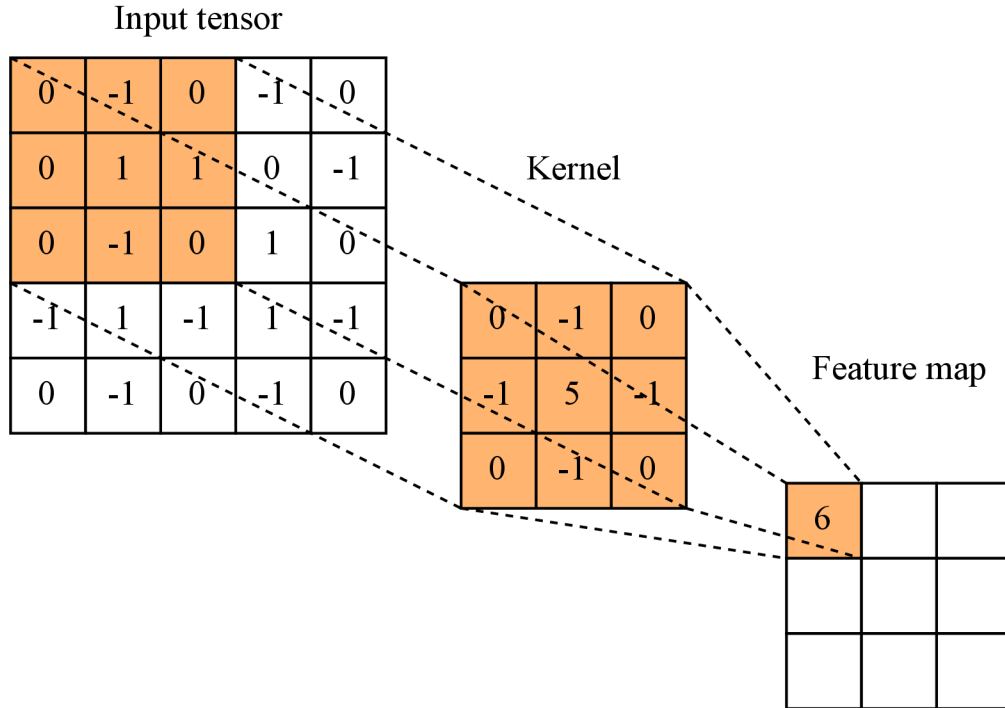 Input tensor
0 -1 0 -1 0
0 1 1 0 -1
0 -1 0 1 0
-1 1 -1 1 -1
0 -1 0 -1 0
Kernel
0 -1 0
-1 5 -1
0 -1 0
Feature map
6